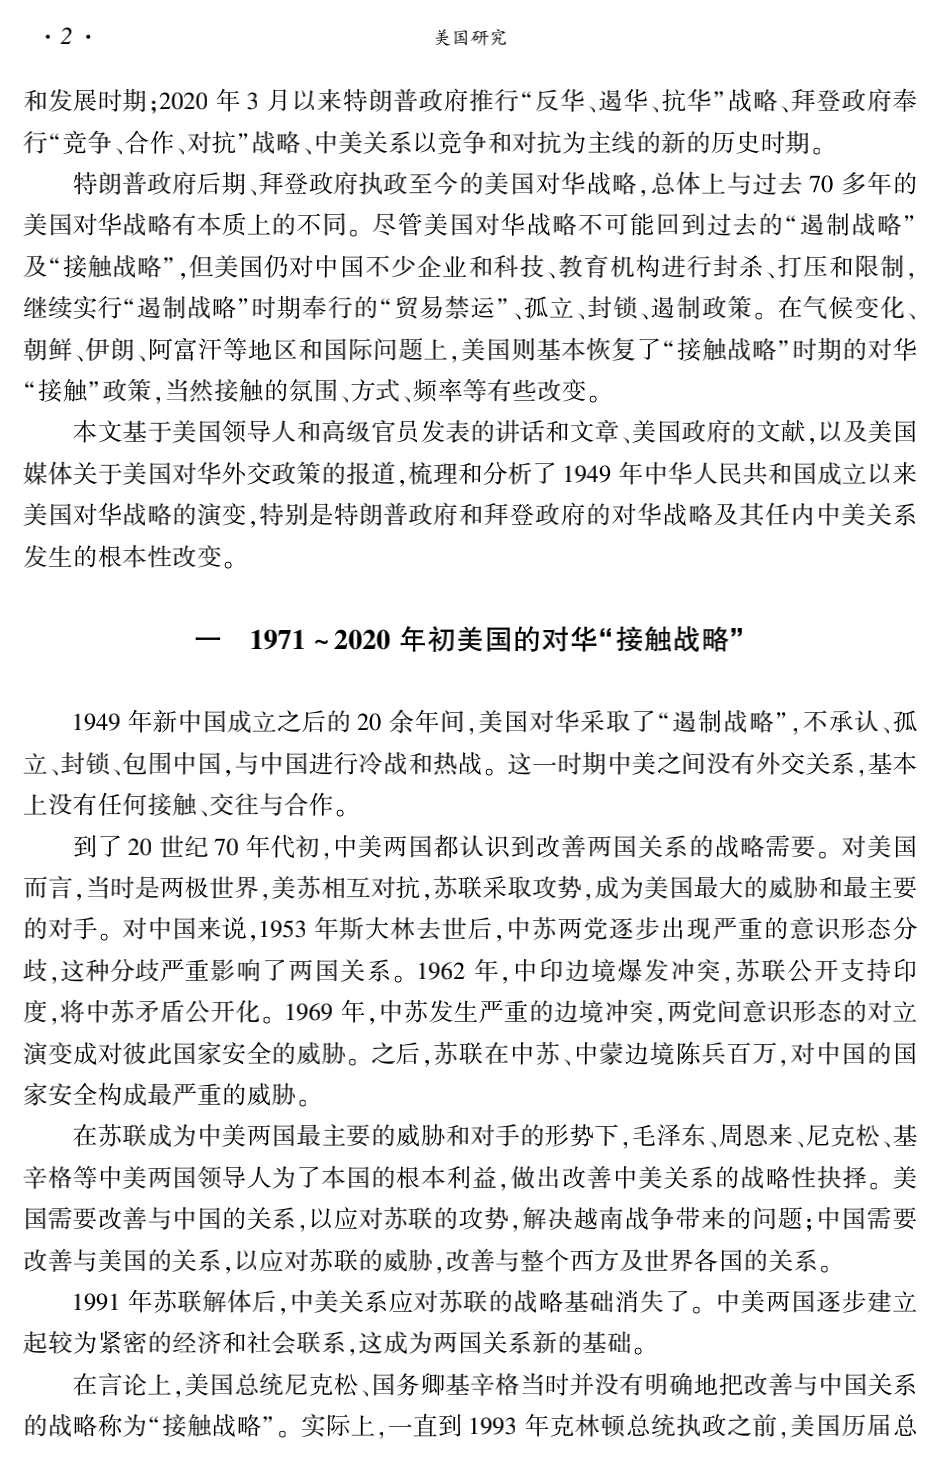 · 2 ·
美国研究
和发展时期;2020 年 3 月以来特朗普政府推行“反华、遏华、抗华”战略、拜登政府奉
行“竞争、合作、对抗”战略、中美关系以竞争和对抗为主线的新的历史时期。
特朗普政府后期、拜登政府执政至今的美国对华战略,总体上与过去 70 多年的
美国对华战略有本质上的不同。尽管美国对华战略不可能回到过去的“遏制战略”
及“接触战略”,但美国仍对中国不少企业和科技、教育机构进行封杀、打压和限制,
继续实行“遏制战略”时期奉行的“贸易禁运”、孤立、封锁、遏制政策。在气候变化、
朝鲜、伊朗、阿富汗等地区和国际问题上,美国则基本恢复了“接触战略”时期的对华
“接触”政策,当然接触的氛围、方式、频率等有些改变。
本文基于美国领导人和高级官员发表的讲话和文章、美国政府的文献,以及美国
媒体关于美国对华外交政策的报道,梳理和分析了 1949 年中华人民共和国成立以来
美国对华战略的演变,特别是特朗普政府和拜登政府的对华战略及其任内中美关系
发生的根本性改变。
一 1971 ~ 2020 年初美国的对华“接触战略”
1949 年新中国成立之后的 20 余年间,美国对华采取了“遏制战略”,不承认、孤
立、封锁、包围中国,与中国进行冷战和热战。这一时期中美之间没有外交关系,基本
上没有任何接触、交往与合作。
到了 20 世纪 70 年代初,中美两国都认识到改善两国关系的战略需要。对美国
而言,当时是两极世界,美苏相互对抗,苏联采取攻势,成为美国最大的威胁和最主要
的对手。对中国来说,1953 年斯大林去世后,中苏两党逐步出现严重的意识形态分
歧,这种分歧严重影响了两国关系。1962 年,中印边境爆发冲突,苏联公开支持印
度,将中苏矛盾公开化。1969 年,中苏发生严重的边境冲突,两党间意识形态的对立
演变成对彼此国家安全的威胁。之后,苏联在中苏、中蒙边境陈兵百万,对中国的国
家安全构成最严重的威胁。
在苏联成为中美两国最主要的威胁和对手的形势下,毛泽东、周恩来、尼克松、基
辛格等中美两国领导人为了本国的根本利益,做出改善中美关系的战略性抉择。美
国需要改善与中国的关系,以应对苏联的攻势,解决越南战争带来的问题;中国需要
改善与美国的关系,以应对苏联的威胁,改善与整个西方及世界各国的关系。
1991 年苏联解体后,中美关系应对苏联的战略基础消失了。中美两国逐步建立
起较为紧密的经济和社会联系,这成为两国关系新的基础。
在言论上,美国总统尼克松、国务卿基辛格当时并没有明确地把改善与中国关系
的战略称为“接触战略”。实际上,一直到 1993 年克林顿总统执政之前,美国历届总